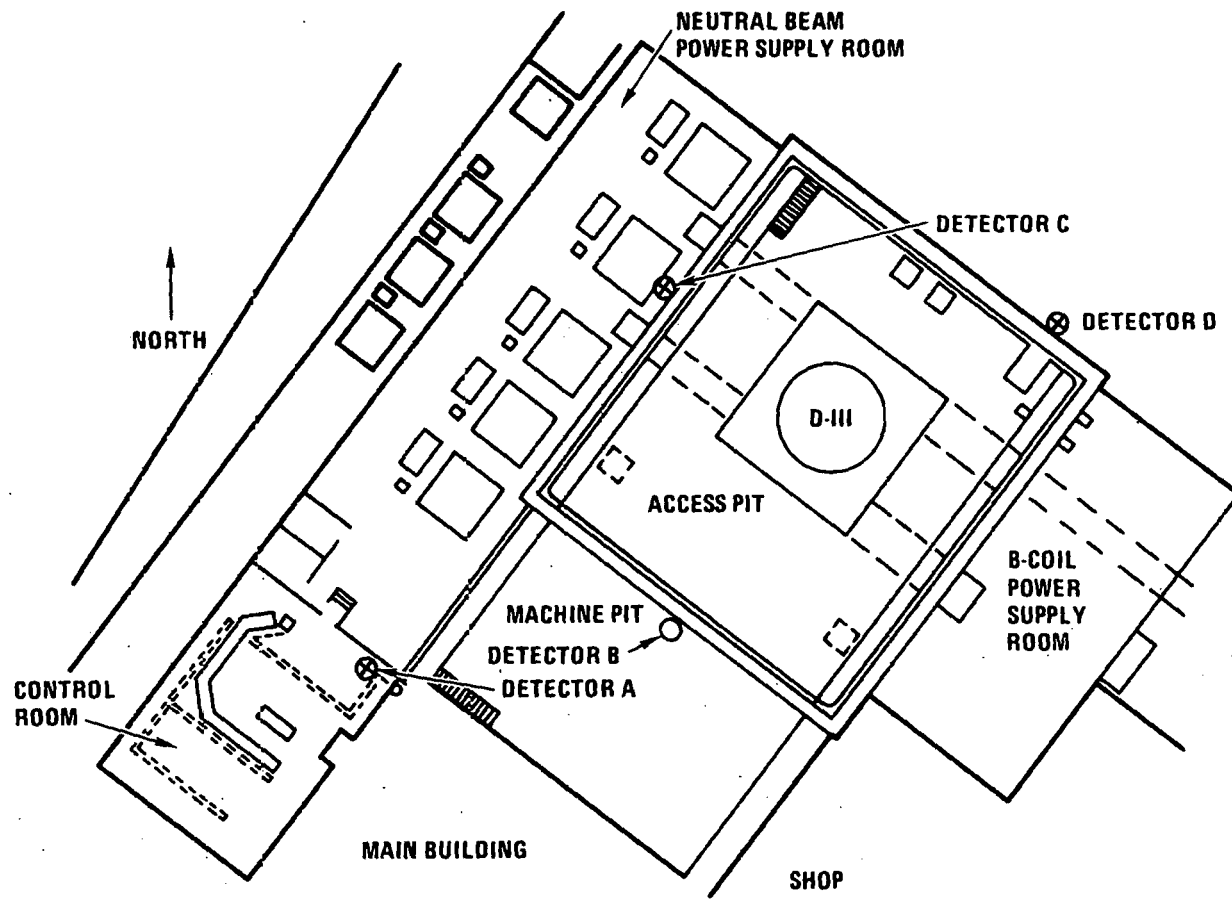 NEUTRAL BEAM
POWER SUPPLY ROOM
DETECTOR C
NORTH
DETECTOR D
D-III
ACCESS PIT
B-COIL
POWER
SUPPLY
ROOM
MACHINE PIT
DETECTOR B
DETECTOR A
CONTROL
ROOM
MAIN BUILDING
SHOP